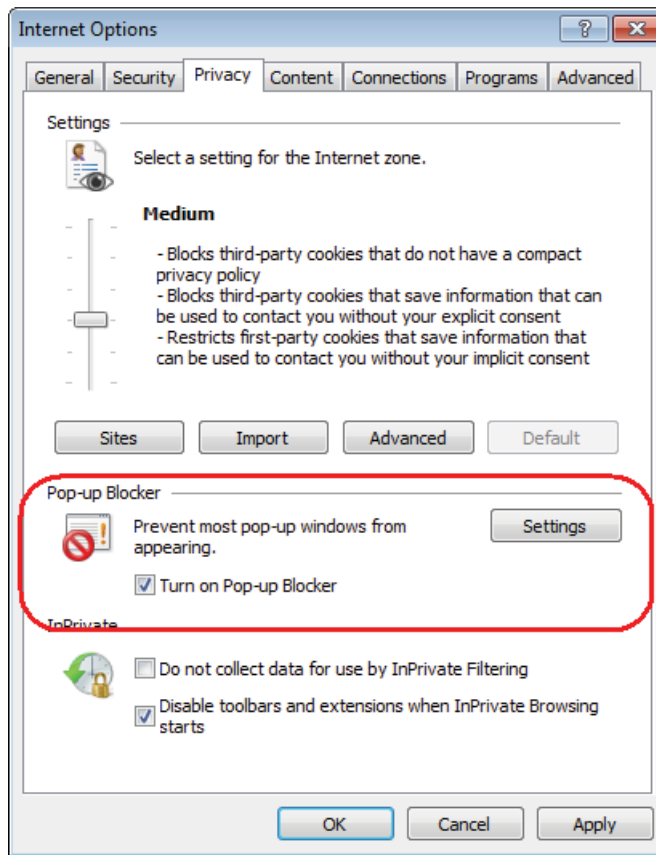 Internet Options
General Security Privacy Content Connections Programs Advanced
Settings
Select a setting for the Internet zone.
Medium
- Blocks third-party cookies that do not have a compact
privacy policy
- Blocks third-party cookies that save information that can
be used to contact you without your explicit consent
- Restricts first-party cookies that save information that
can be used to contact you without your implicit consent
Sites Import Advanced Default
Pop-up Blocker
Prevent most pop-up windows from
appearing.
Settings
Turn on Pop-up Blocker
InPrivate
Do not collect data for use by InPrivate Filtering
Disable toolbars and extensions when InPrivate Browsing
starts
OK Cancel Apply